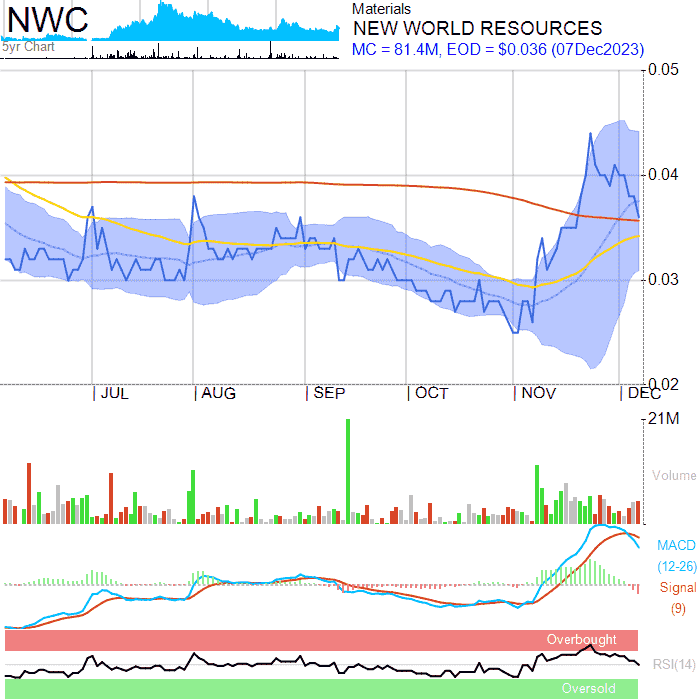 NWC
5yr Chart
Materials
NEW WORLD RESOURCES
MC = 81.4M, EOD = $0.036 (07Dec2023)
0.05
0.04
0.03
0.02
JUL AUG SEP OCT NOV DEC
21M
Volume
MACD
(12-26)
Signal
(9)
Overbought
RSI(14)
Oversold